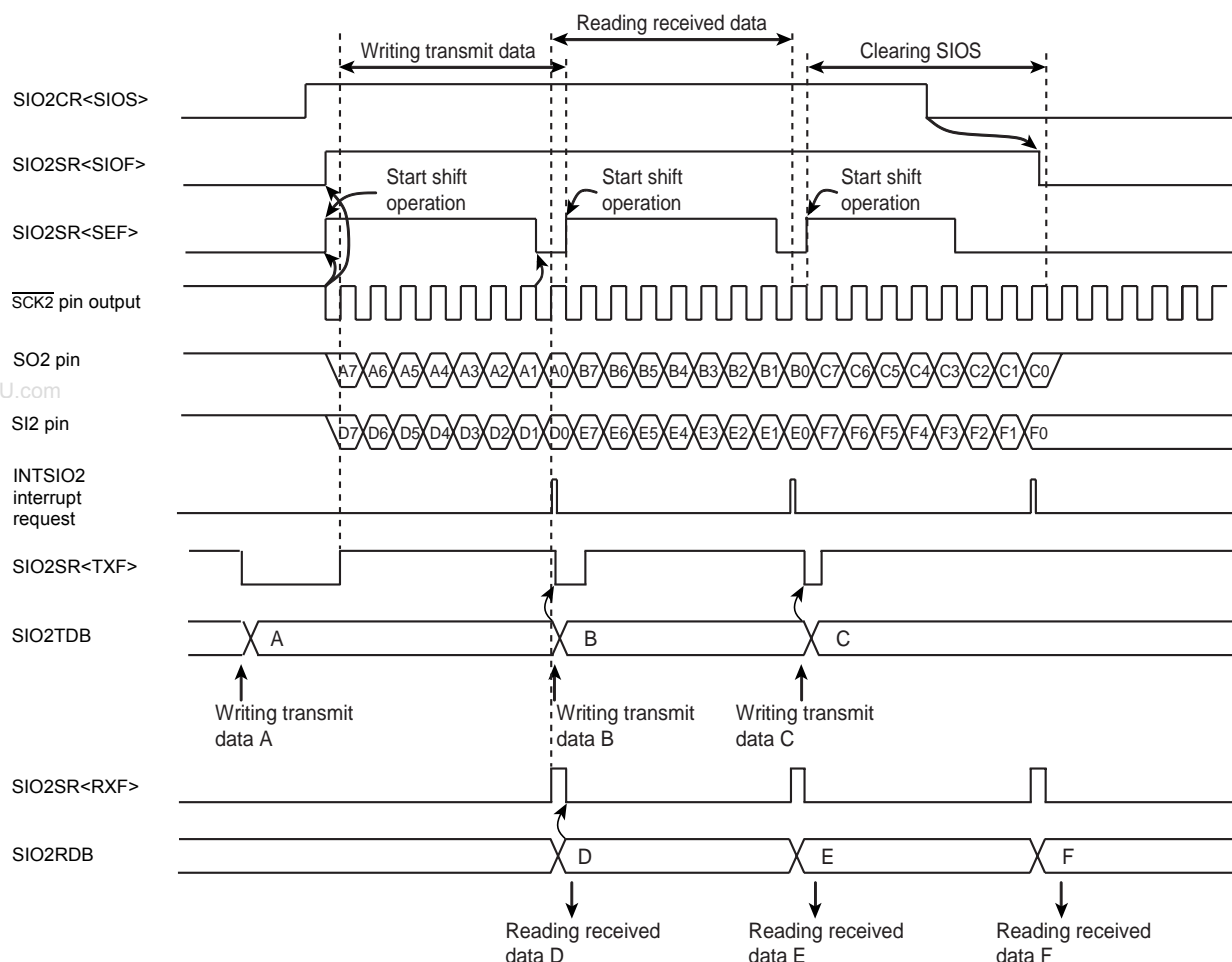 Reading received data
Writing transmit data
Clearing SIOS
SIO2CR<SIOS>
SIO2SR<SIOF>
Start shift
operation
Start shift
operation
Start shift
operation
SIO2SR<SEF>
SCK2 pin output
SO2 pin
A7 A6 A5 A4 A3 A2 A1 A0 B7 B6 B5 B4 B3 B2 B1 B0 C7 C6 C5 C4 C3 C2 C1 C0
U.com
SI2 pin
D7 D6 D5 D4 D3 D2 D1 D0 E7 E6 E5 E4 E3 E2 E1 E0 F7 F6 F5 F4 F3 F2 F1 F0
INTSIO2
interrupt
request
SIO2SR<TXF>
SIO2TDB
A
B
C
Writing transmit
data A
Writing transmit
data B
Writing transmit
data C
SIO2SR<RXF>
SIO2RDB
D
E
F
Reading received
data D
Reading received
data E
Reading received
data F